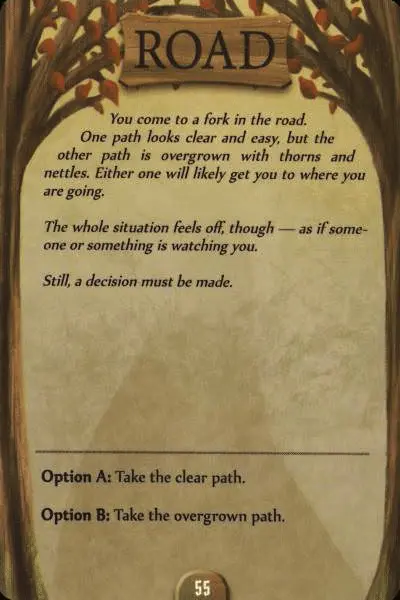 ROAD
You come to a fork in the road.
One path looks clear and easy, but the
other path is overgrown with thorns and
nettles. Either one will likely get you to where you
are going.
The whole situation feels off, though — as if some-
one or something is watching you.
Still, a decision must be made.
Option A: Take the clear path.
Option B: Take the overgrown path.
55